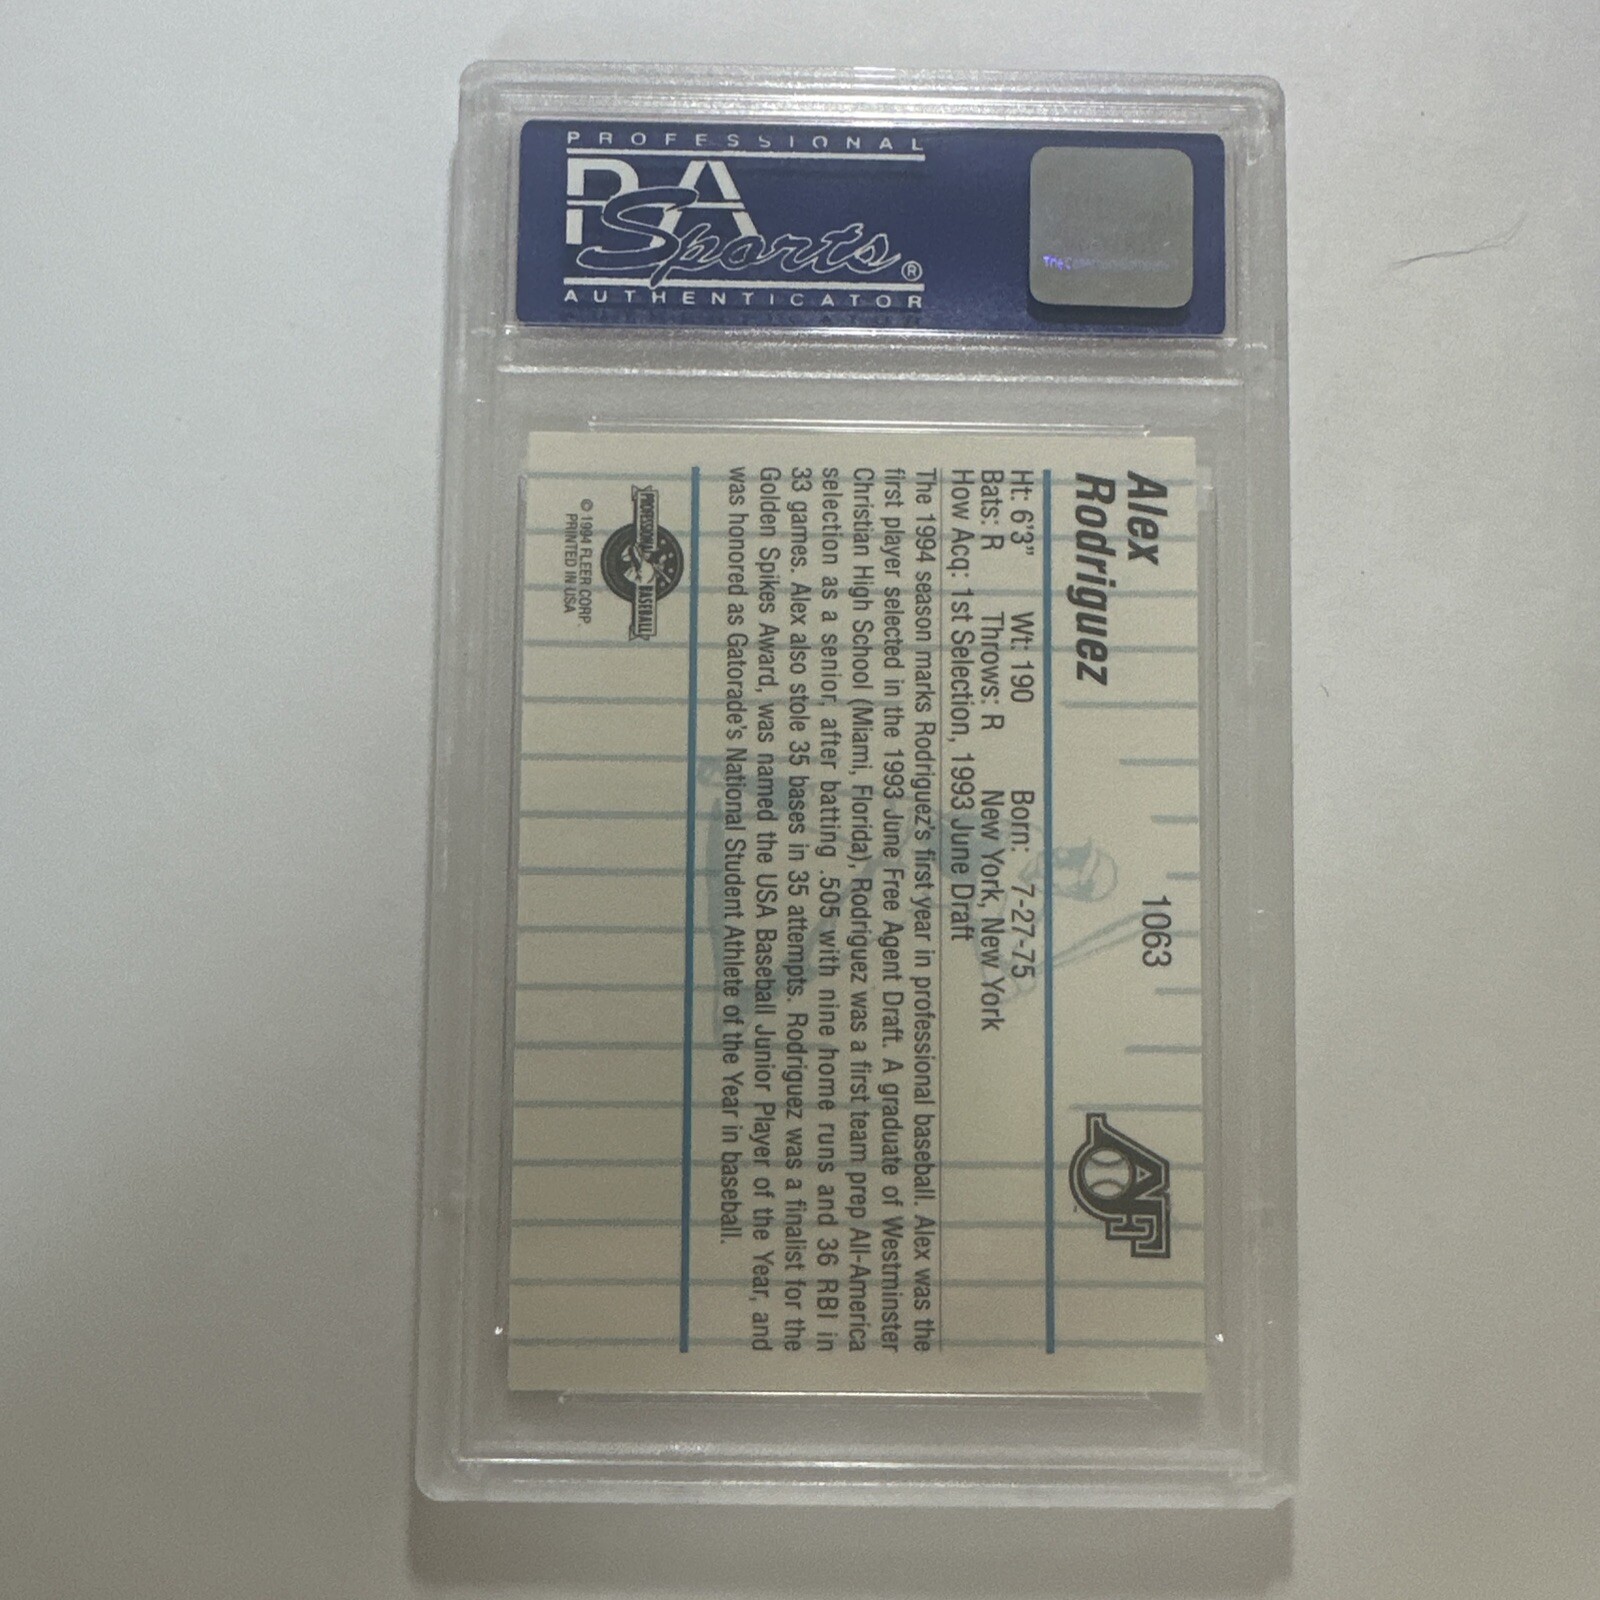 PROFESSIONAL
PSA
Sports®
AUTHENTICATOR
1063
Alex
Rodriguez
Ht: 6'3" Wt: 190 Born: 7-27-75
Bats: R Throws: R New York, New York
How Acq: 1st Selection, 1993 June Draft
The 1994 season marks Rodriguez's first year in professional baseball. Alex was the
first player selected in the 1993 June Free Agent Draft. A graduate of Westminster
Christian High School (Miami, Florida), Rodriguez was a first team prep All-America
selection as a senior, after batting .505 with nine home runs and 36 RBI in
33 games. Alex also stole 35 bases in 35 attempts. Rodriguez was a finalist for the
Golden Spikes Award, was named the USA Baseball Junior Player of the Year, and
was honored as Gatorade's National Student Athlete of the Year in baseball.
PROFESSIONAL BASEBALL
© 1994 FLEER CORP.
PRINTED IN USA